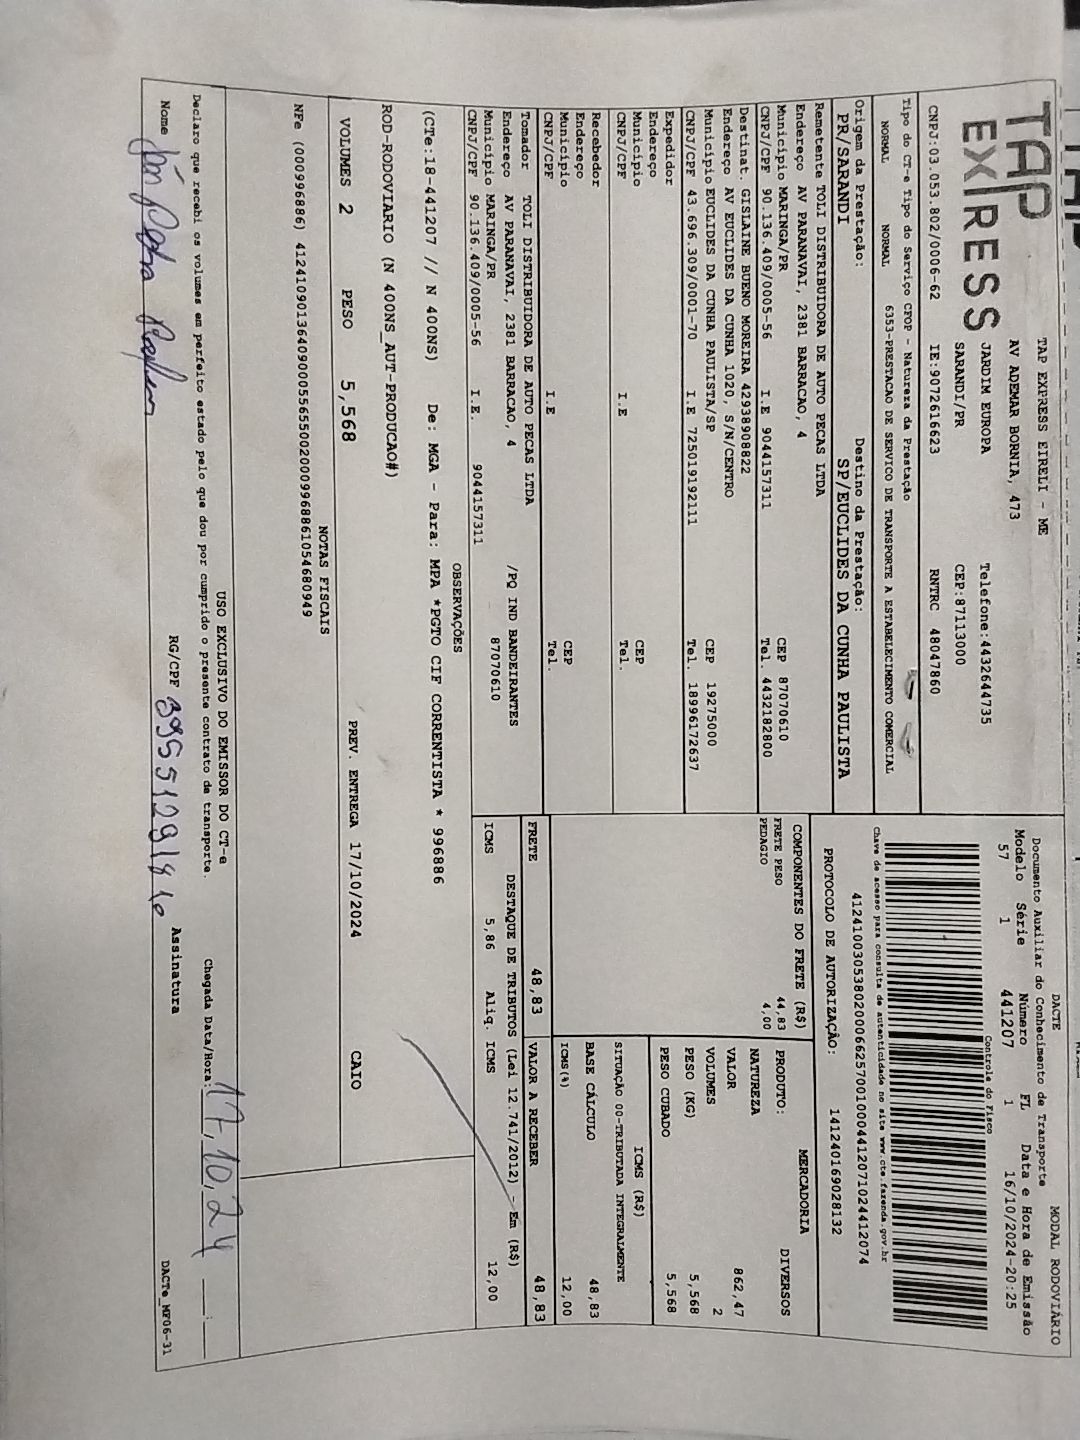 TAP
EXPRESS
TAP EXPRESS EIRELI - ME
AV ADEMAR BORNIA, 473
JARDIM EUROPA Telefone:4432644735
SARANDI/PR CEP:87113000
CNPJ:03.053.802/0006-62 IE:9072616623 RNTRC 48047860
Tipo do CT-e Tipo do Serviço CFOP - Natureza da Prestação
NORMAL NORMAL 6353-PRESTACAO DE SERVICO DE TRANSPORTE A ESTABELECIMENTO COMERCIAL
Origem da Prestação: Destino da Prestação:
PR/SARANDI SP/EUCLIDES DA CUNHA PAULISTA
Remetente TOLI DISTRIBUIDORA DE AUTO PECAS LTDA
Endereço AV PARANAVAI, 2381 BARRACAO, 4
Município MARINGA/PR CEP 87070610
CNPJ/CPF 90.136.409/0005-56 I.E 9044157311 Tel. 4432182800
Destinat. GISLAINE BUENO MOREIRA 42938908822
Endereço AV EUCLIDES DA CUNHA 1020, S/N/CENTRO
Município EUCLIDES DA CUNHA PAULISTA/SP CEP 19275000
CNPJ/CPF 43.696.309/0001-70 I.E 725019192111 Tel. 18996172637
Expedidor
Endereço
Município CEP
CNPJ/CPF I.E Tel.
Recebedor
Endereço
Município CEP
CNPJ/CPF I.E Tel.
Tomador TOLI DISTRIBUIDORA DE AUTO PECAS LTDA
Endereço AV PARANAVAI, 2381 BARRACAO, 4 /PQ IND BANDEIRANTES
Município MARINGA/PR 87070610
CNPJ/CPF 90.136.409/0005-56 I.E. 9044157311
DACTE MODAL RODOVIÁRIO
Documento Auxiliar do Conhecimento de Transporte
Modelo Série Número FL Data e Hora de Emissão
57 1 441207 1 16/10/2024-20:25
Controle do Fisco
Chave de acesso para consulta de autenticidade no site www.cte.fazenda.gov.br
41241003053802000662570010004412071024412074
PROTOCOLO DE AUTORIZAÇÃO: 141240169028132
COMPONENTES DO FRETE (R$)
FRETE PESO 44,83
PEDAGIO 4,00
MERCADORIA
PRODUTO: DIVERSOS
NATUREZA
VALOR 862,47
VOLUMES 2
PESO (KG) 5,568
PESO CUBADO 5,568
ICMS (R$)
SITUAÇÃO 00-TRIBUTADA INTEGRALMENTE
BASE CÁLCULO 48,83
ICMS(%) 12,00
FRETE 48,83 VALOR A RECEBER 48,83
DESTAQUE DE TRIBUTOS (Lei 12.741/2012) - Em (R$)
ICMS 5,86 Aliq. ICMS 12,00
OBSERVAÇÕES
(CTe:18-441207 // N 400NS) De: MGA - Para: MPA *PGTO CIF CORRENTISTA * 996886
ROD-RODOVIARIO (N 400NS_AUT-PRODUCAO#)
VOLUMES 2 PESO 5,568 PREV. ENTREGA 17/10/2024 CAIO
NOTAS FISCAIS
NFe (000996886) 41241090136409000556550020009968861054680949
USO EXCLUSIVO DO EMISSOR DO CT-e
Declaro que recebi os volumes em perfeito estado pelo que dou por cumprido o presente contrato de transporte. Chegada Data/Hora: 17,10,24 __:__
Nome RG/CPF Assinatura
DACTe_MF06-31